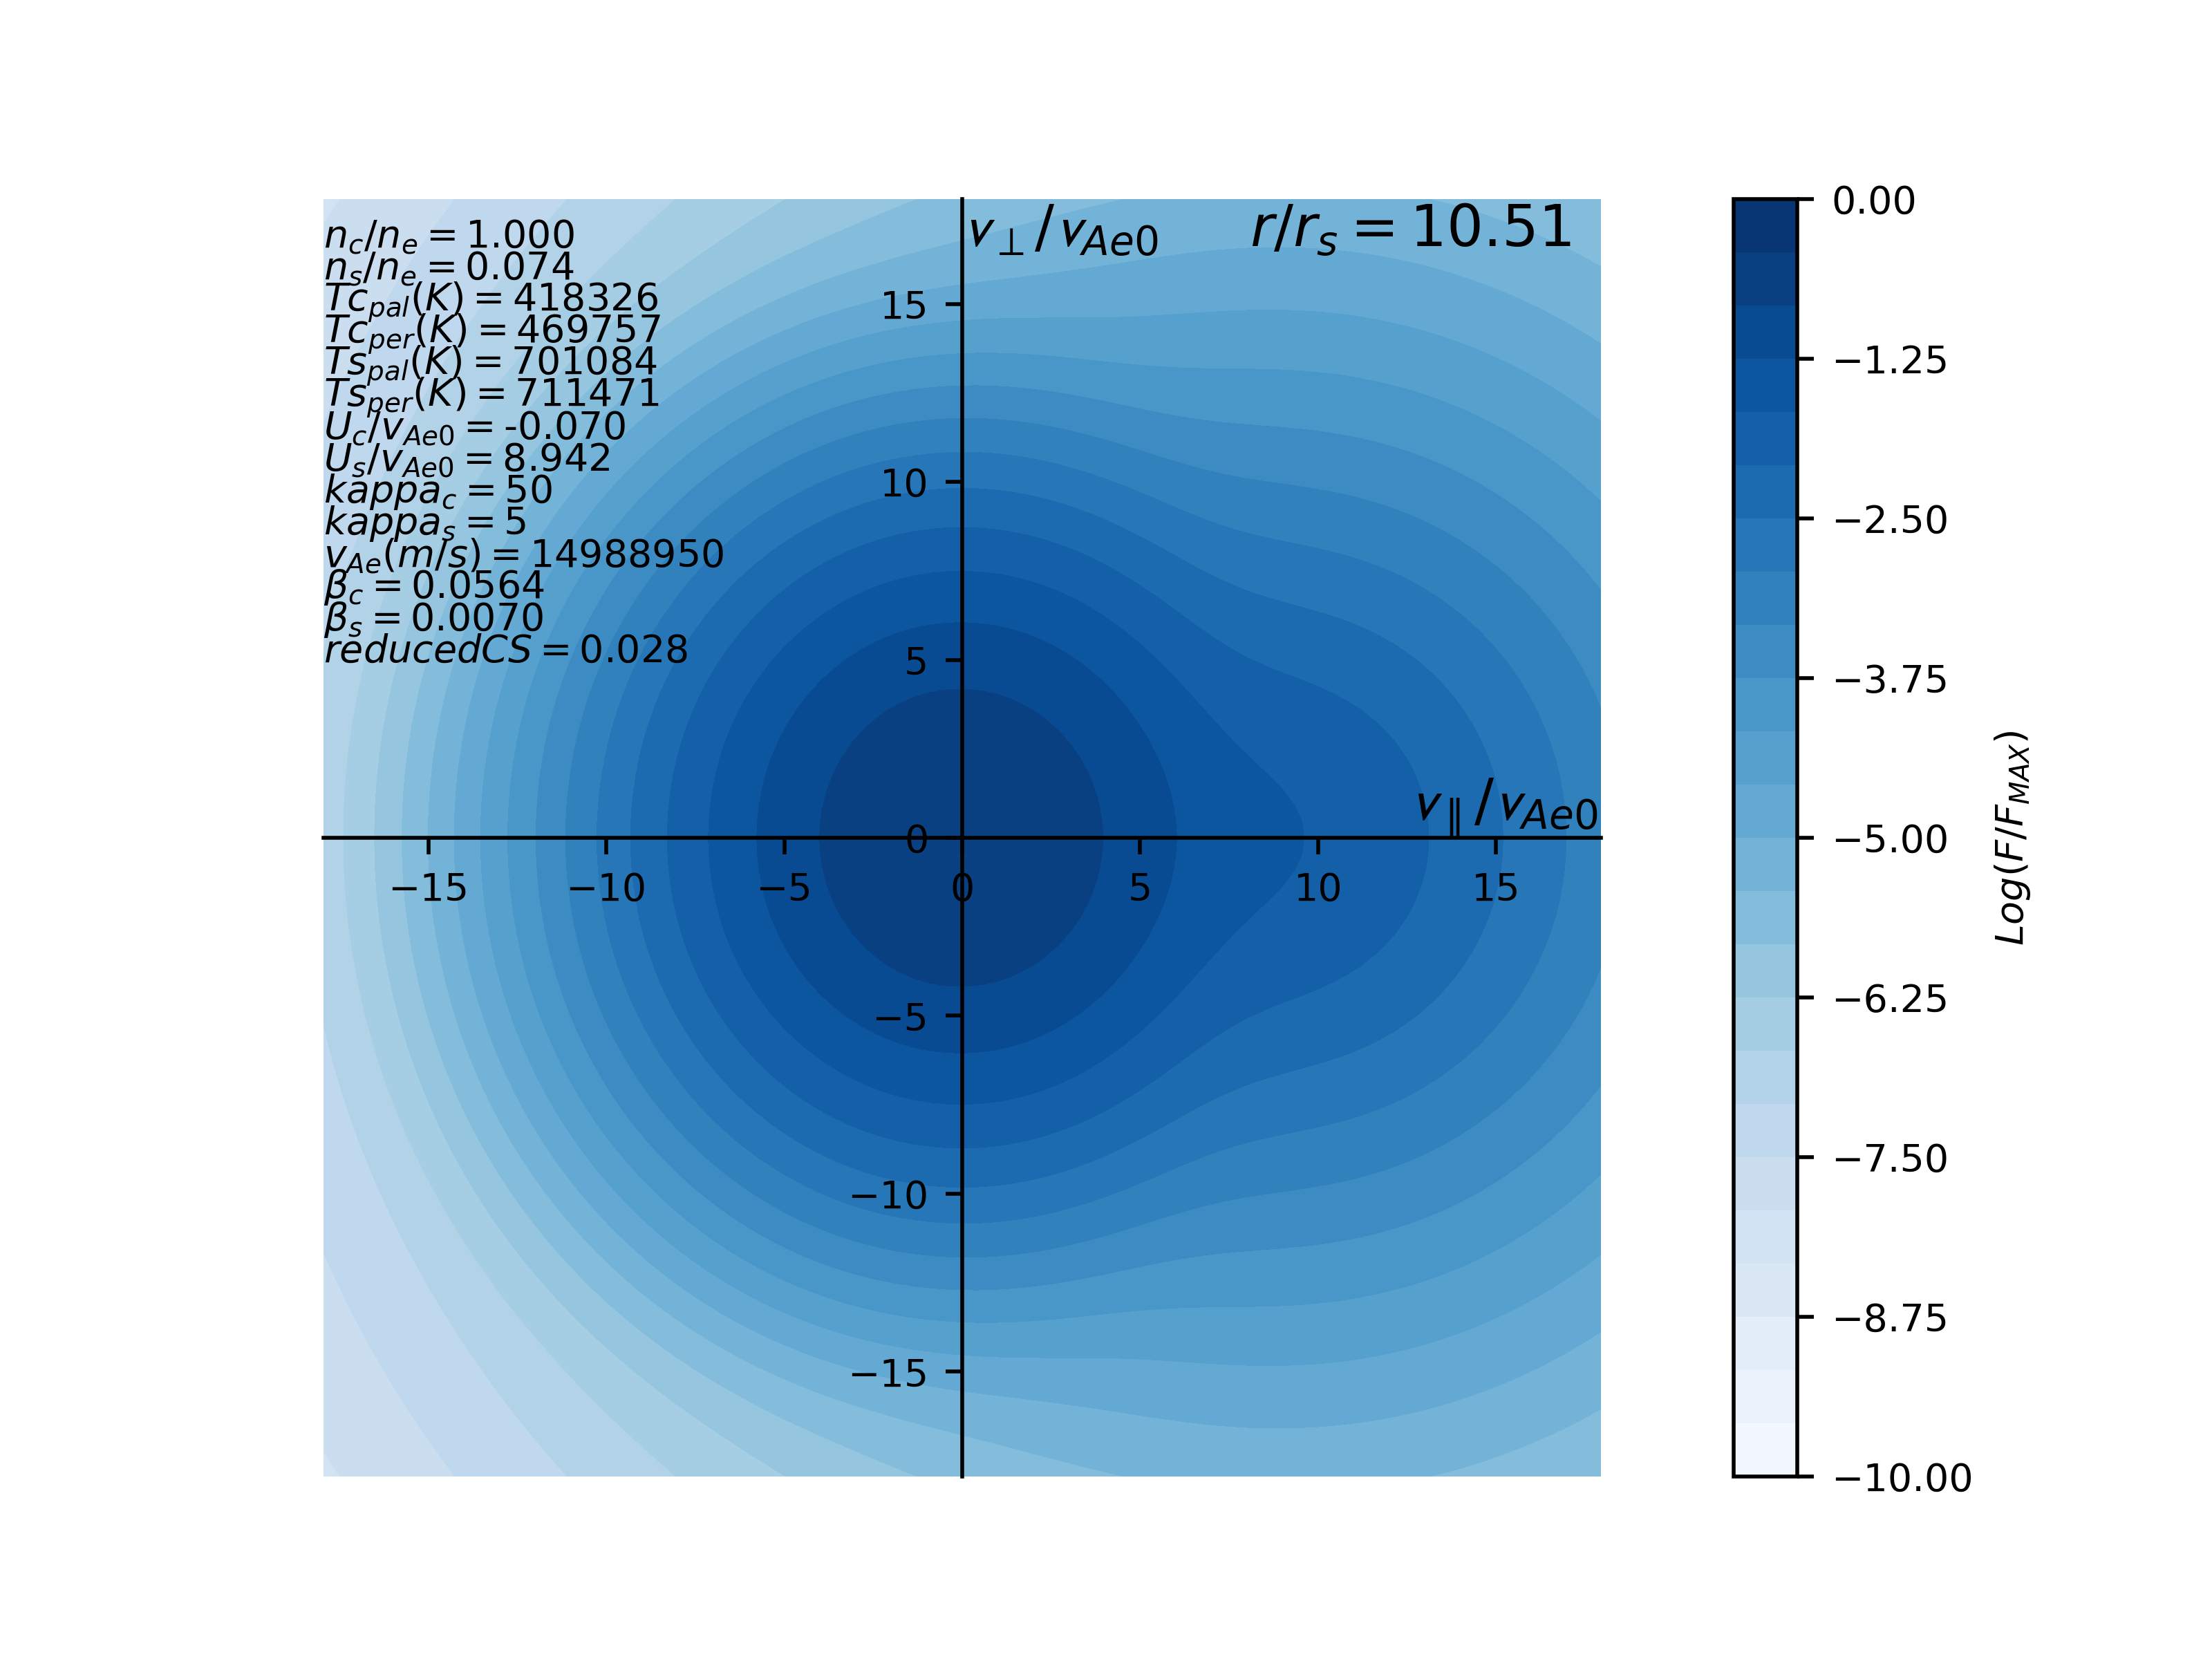 n_c/n_e = 1.000
n_s/n_e = 0.074
Tc_pal(K) = 418326
Tc_per(K) = 469757
Ts_pal(K) = 701084
Ts_per(K) = 711471
U_c/v_Ae0 = -0.070
U_s/v_Ae0 = 8.942
kappa_c = 50
kappa_s = 5
v_Ae(m/s) = 14988950
β_c = 0.0564
β_s = 0.0070
reducedCS = 0.028
v_⊥/v_Ae0
r/r_s = 10.51
15
10
5
0
−5
−10
−15
v_∥/v_Ae0
−15
−10
−5
0
5
10
15
0.00
−1.25
−2.50
−3.75
−5.00
−6.25
−7.50
−8.75
−10.00
Log(F/F_MAX)